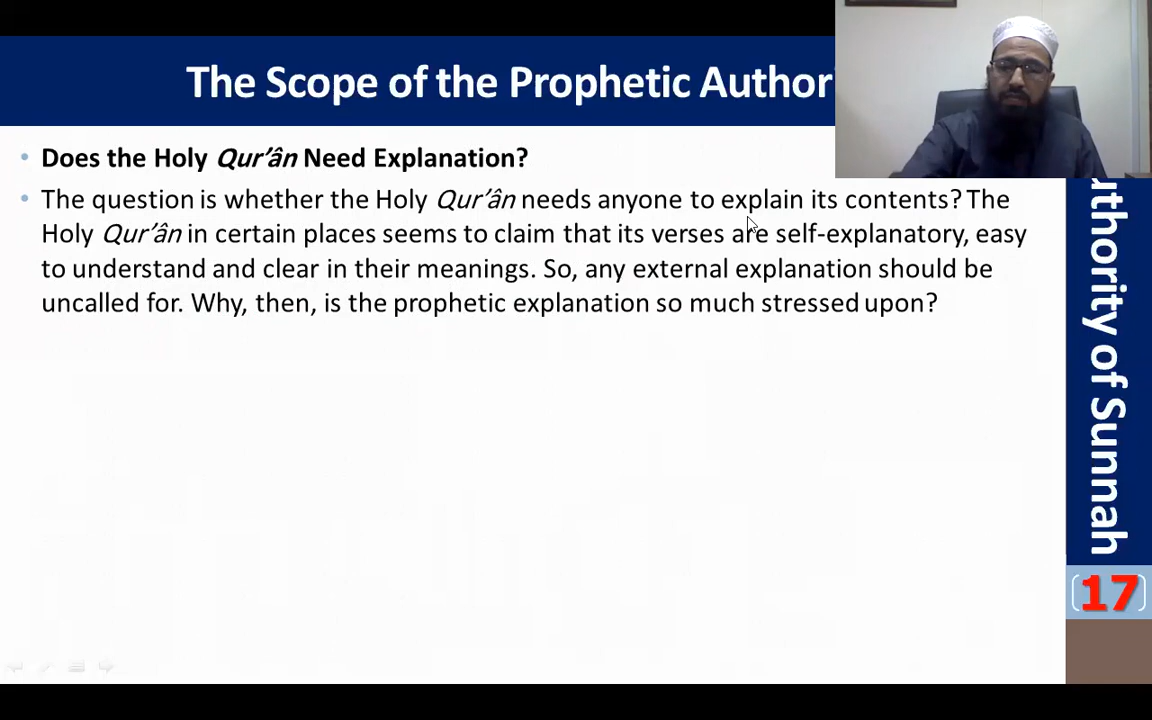 The Scope of the Prophetic Author
Does the Holy Qur’ân Need Explanation?
The question is whether the Holy Qur’ân needs anyone to explain its contents? The
Holy Qur’ân in certain places seems to claim that its verses are self-explanatory, easy
to understand and clear in their meanings. So, any external explanation should be
uncalled for. Why, then, is the prophetic explanation so much stressed upon?
uthority of Sunnah
17